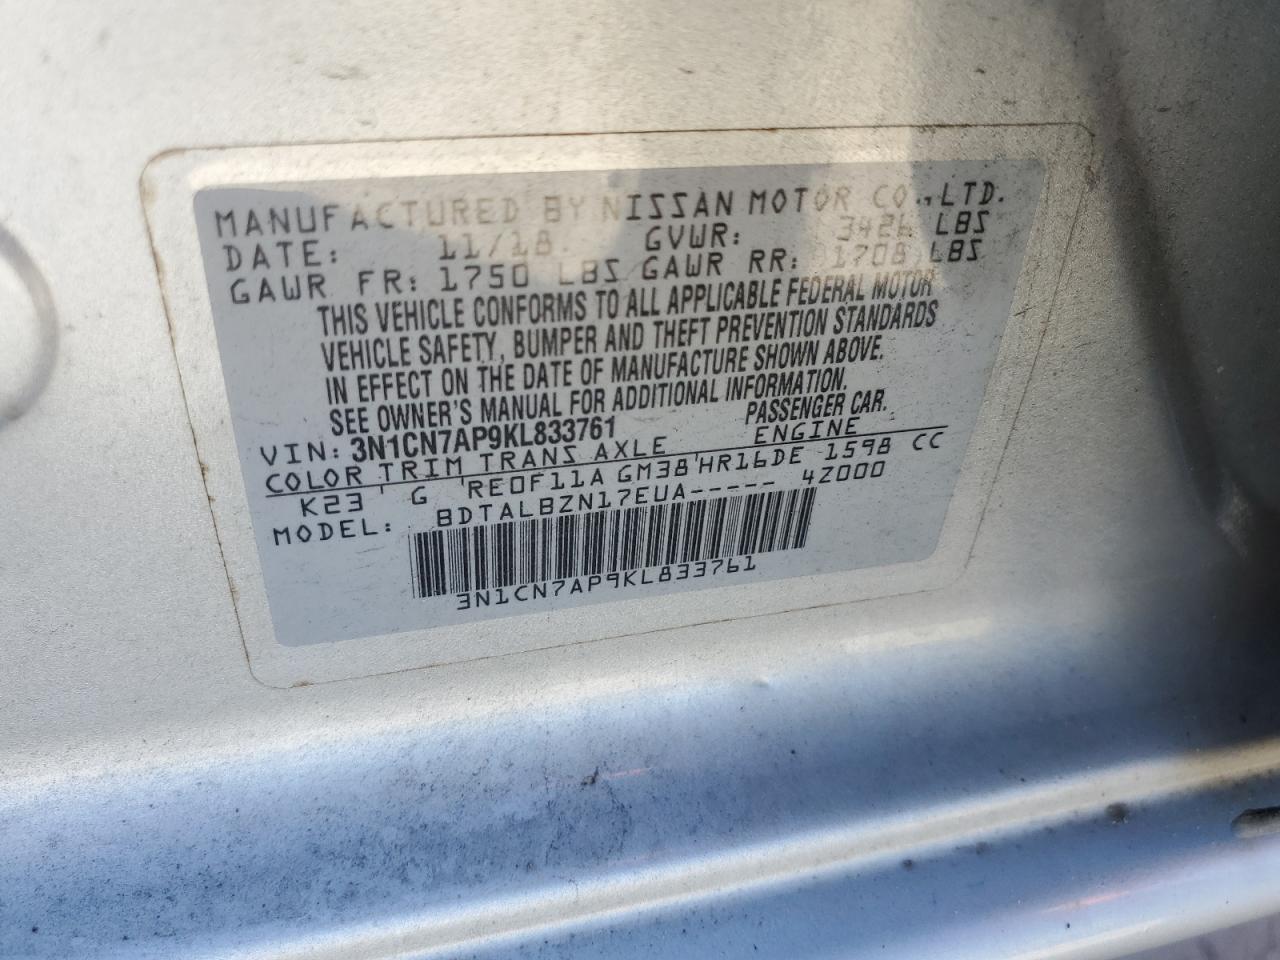 MANUFACTURED BY NISSAN MOTOR CO.,LTD.
DATE: 11/18 GVWR: 3426 LBS
GAWR FR: 1750 LBS GAWR RR: 1708 LBS
THIS VEHICLE CONFORMS TO ALL APPLICABLE FEDERAL MOTOR
VEHICLE SAFETY, BUMPER AND THEFT PREVENTION STANDARDS
IN EFFECT ON THE DATE OF MANUFACTURE SHOWN ABOVE.
SEE OWNER'S MANUAL FOR ADDITIONAL INFORMATION.
VIN: 3N1CN7AP9KL833761 PASSENGER CAR.
COLOR TRIM TRANS AXLE ENGINE
K23 G RE0F11A GM38 HR16DE 1598 CC
MODEL: BDTALBZN17EUA----- 4Z000
3N1CN7AP9KL833761